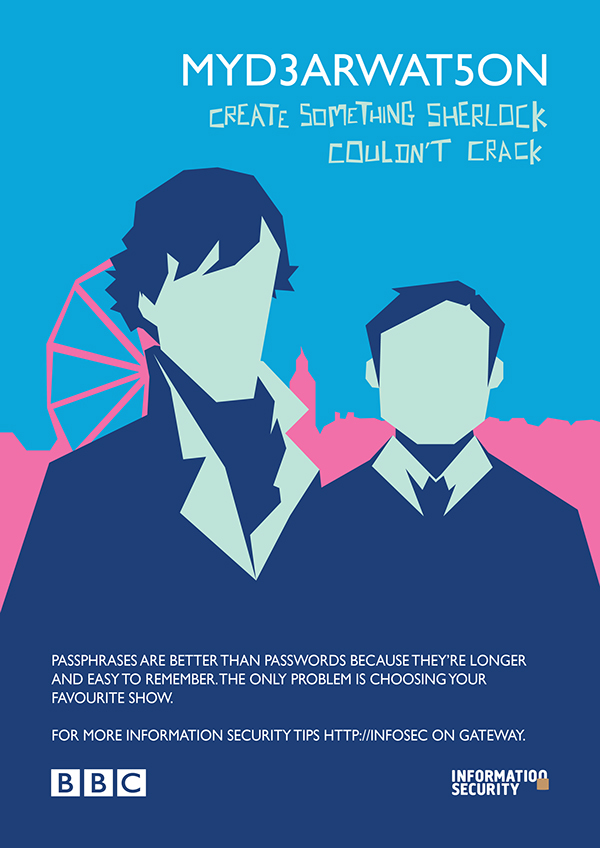 MYD3ARWAT5ON
CREATE SOMETHING SHERLOCK
COULDN'T CRACK
PASSPHRASES ARE BETTER THAN PASSWORDS BECAUSE THEY'RE LONGER
AND EASY TO REMEMBER. THE ONLY PROBLEM IS CHOOSING YOUR
FAVOURITE SHOW.
FOR MORE INFORMATION SECURITY TIPS HTTP://INFOSEC ON GATEWAY.
BBC
INFORMATION
SECURITY